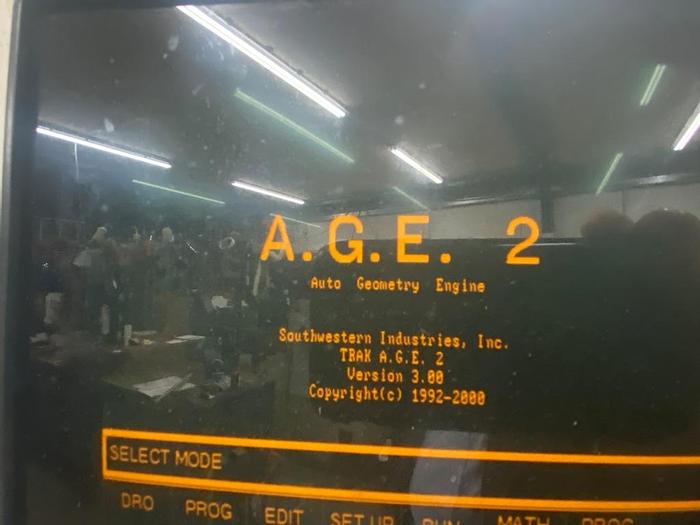 A.G.E. 2
Auto Geometry Engine
Southwestern Industries, Inc.
TRAK A.G.E. 2
Version 3.00
Copyright(c) 1992-2000
SELECT MODE
DRO PROG EDIT SET UP RUN MATH